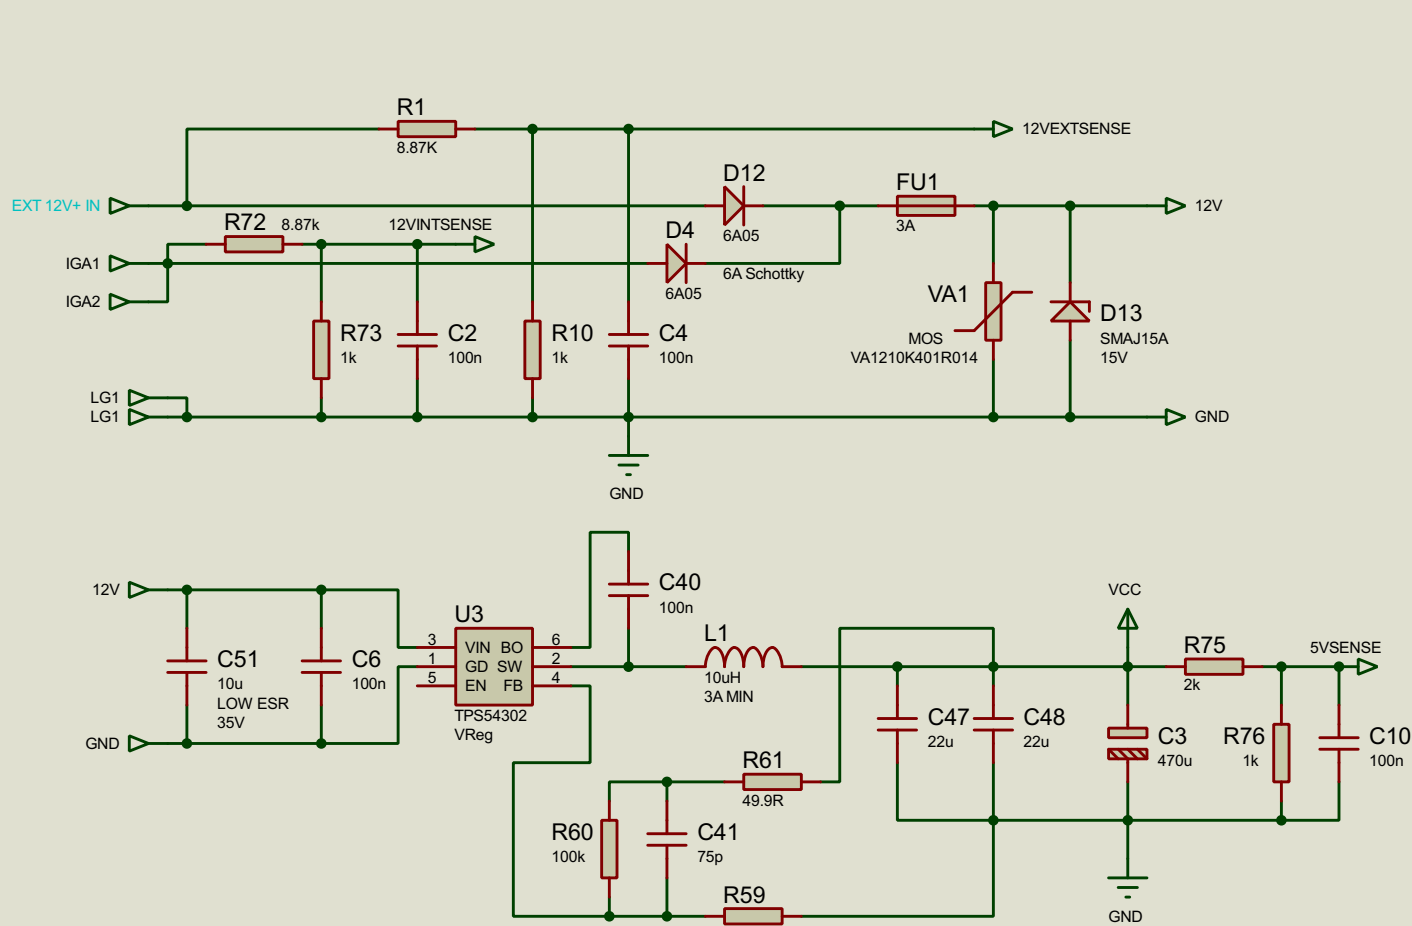 R1
8.87K
12VEXTSENSE
D12
6A05
FU1
3A
EXT 12V+ IN
12V
R72 8.87k
12VINTSENSE
D4
6A05
6A Schottky
IGA1
IGA2
R73
1k
C2
100n
R10
1k
C4
100n
VA1
MOS
VA1210K401R014
D13
SMAJ15A
15V
LG1
LG1
GND
GND
12V
C51
10u
LOW ESR
35V
C6
100n
GND
U3
3 VIN BO 6
1 GD SW 2
5 EN FB 4
TPS54302
VReg
C40
100n
L1
10uH
3A MIN
VCC
R75
2k
5VSENSE
C47
22u
C48
22u
C3
470u
R76
1k
C10
100n
R61
49.9R
R60
100k
C41
75p
R59
GND